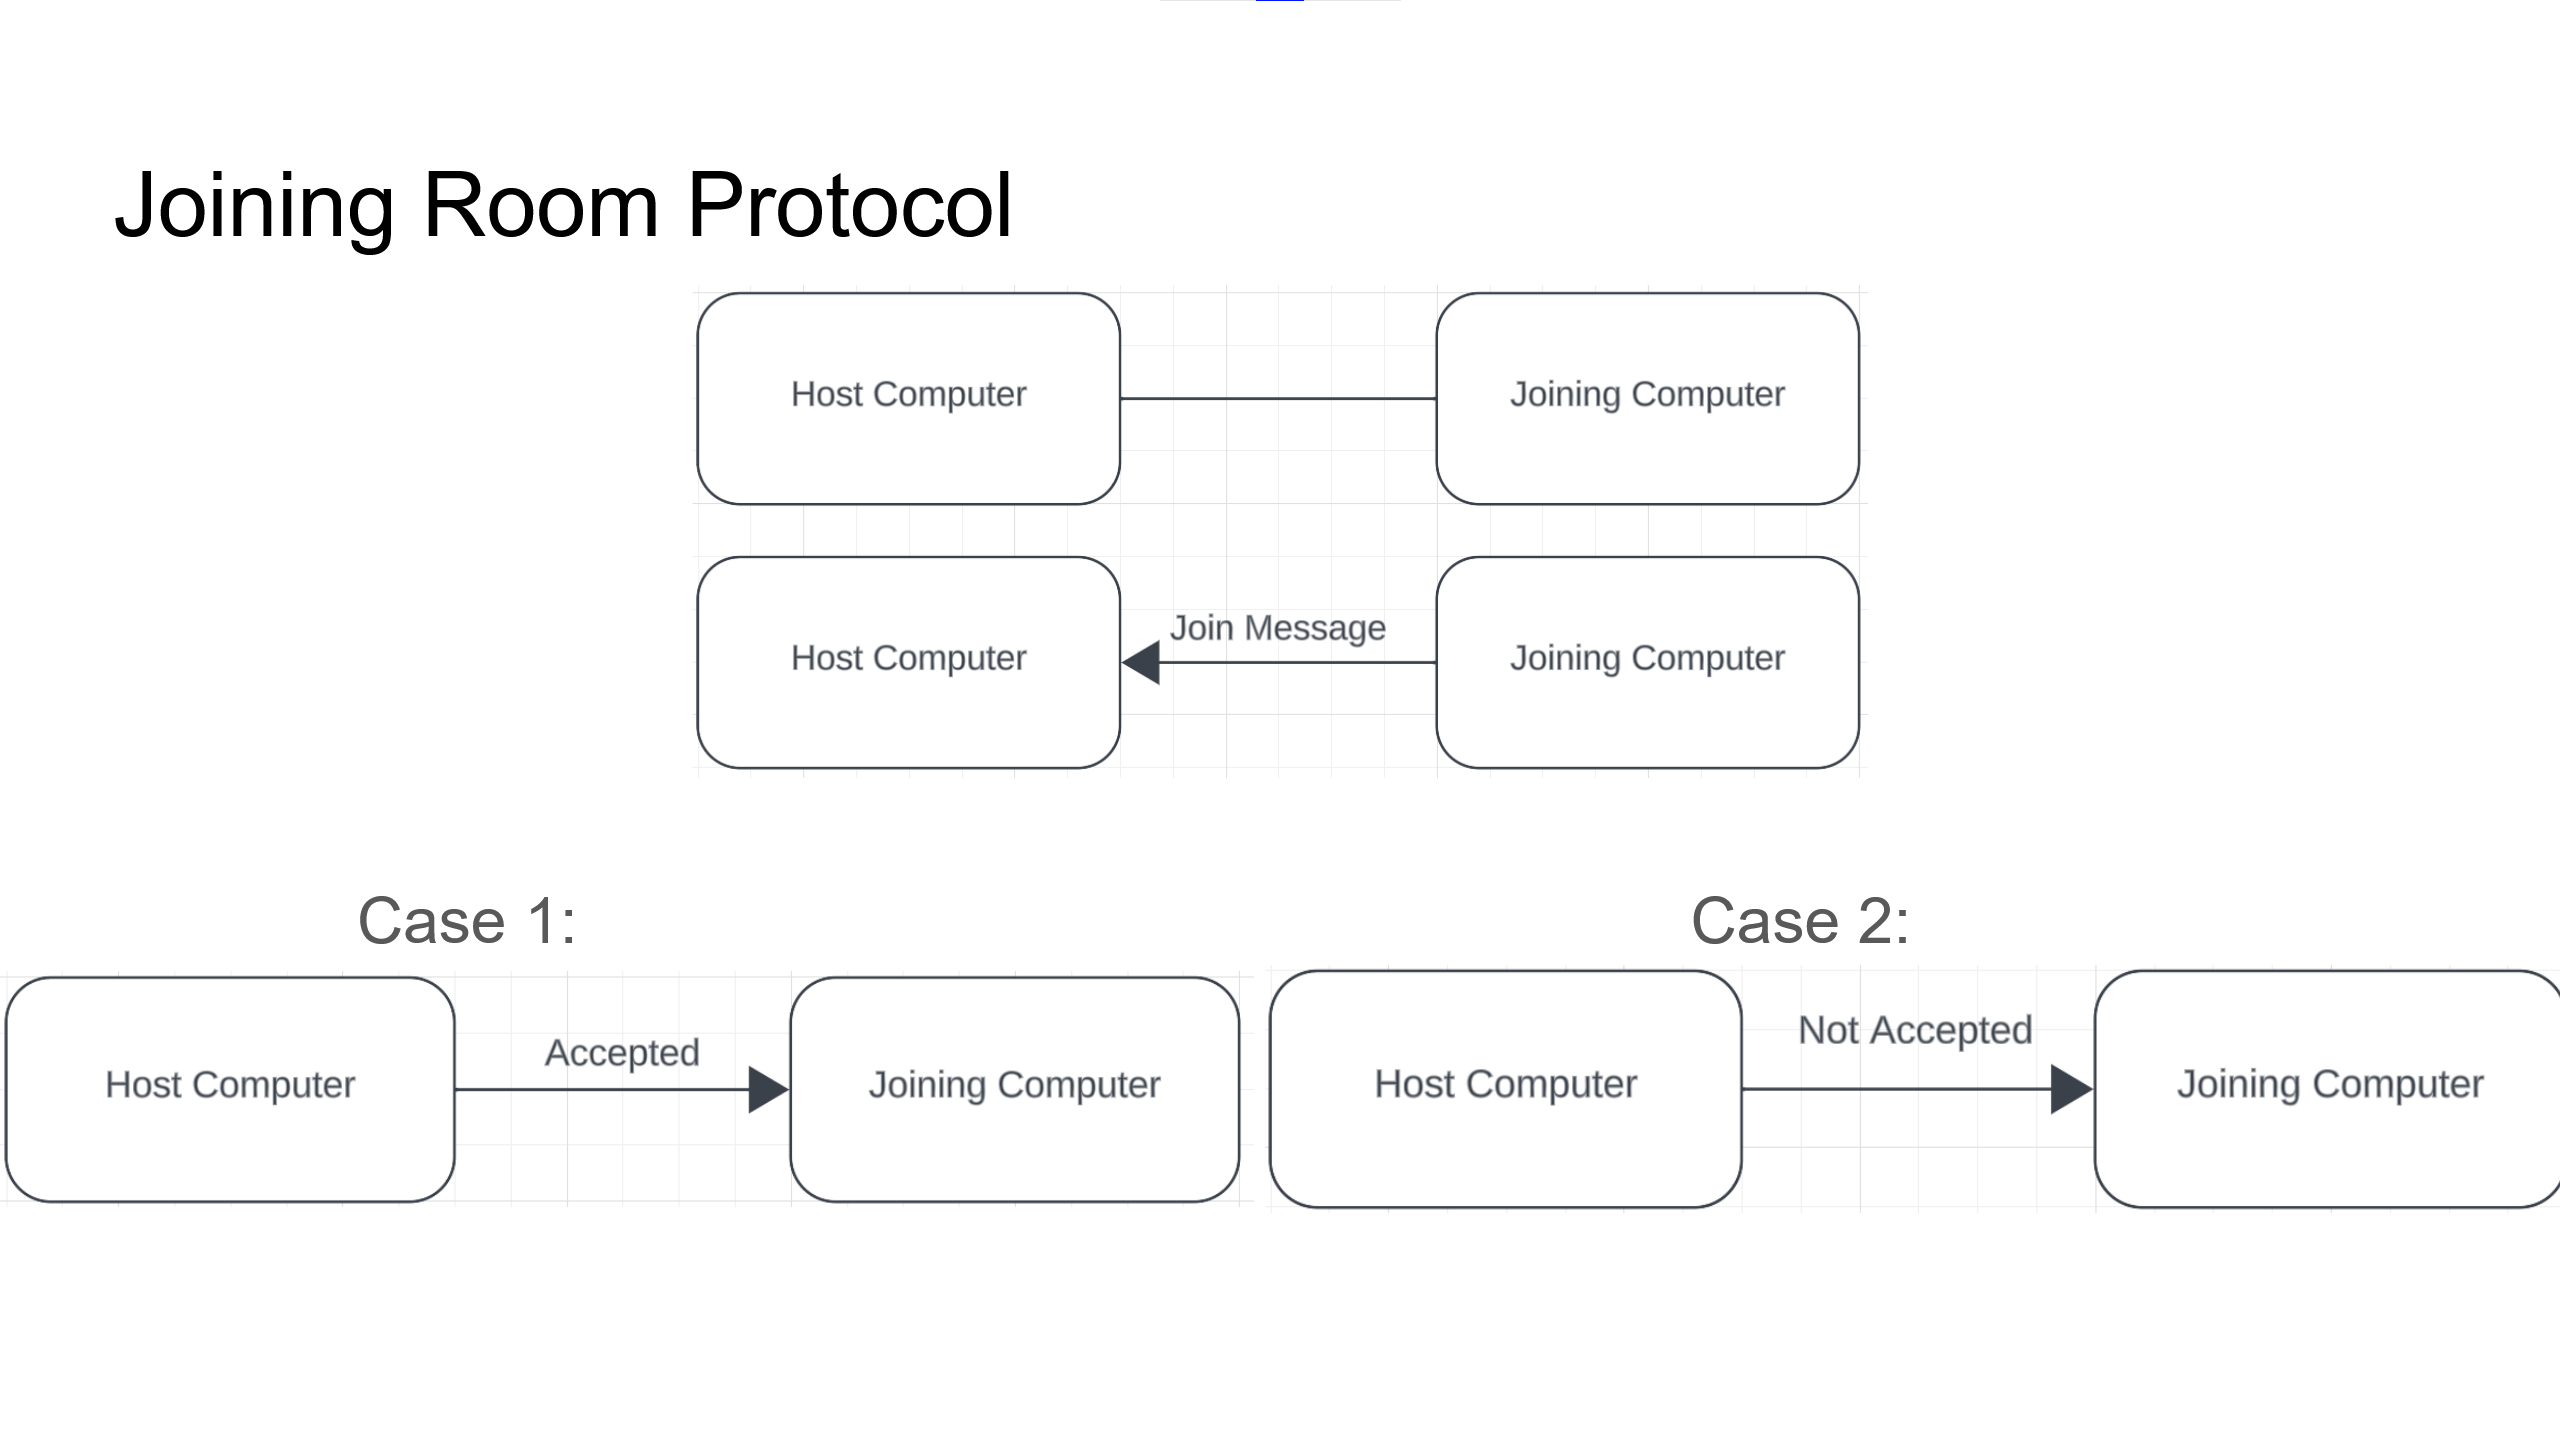 Joining Room Protocol
Host Computer
Joining Computer
Host Computer
Join Message
Joining Computer
Case 1:
Case 2:
Host Computer
Accepted
Joining Computer
Host Computer
Not Accepted
Joining Computer